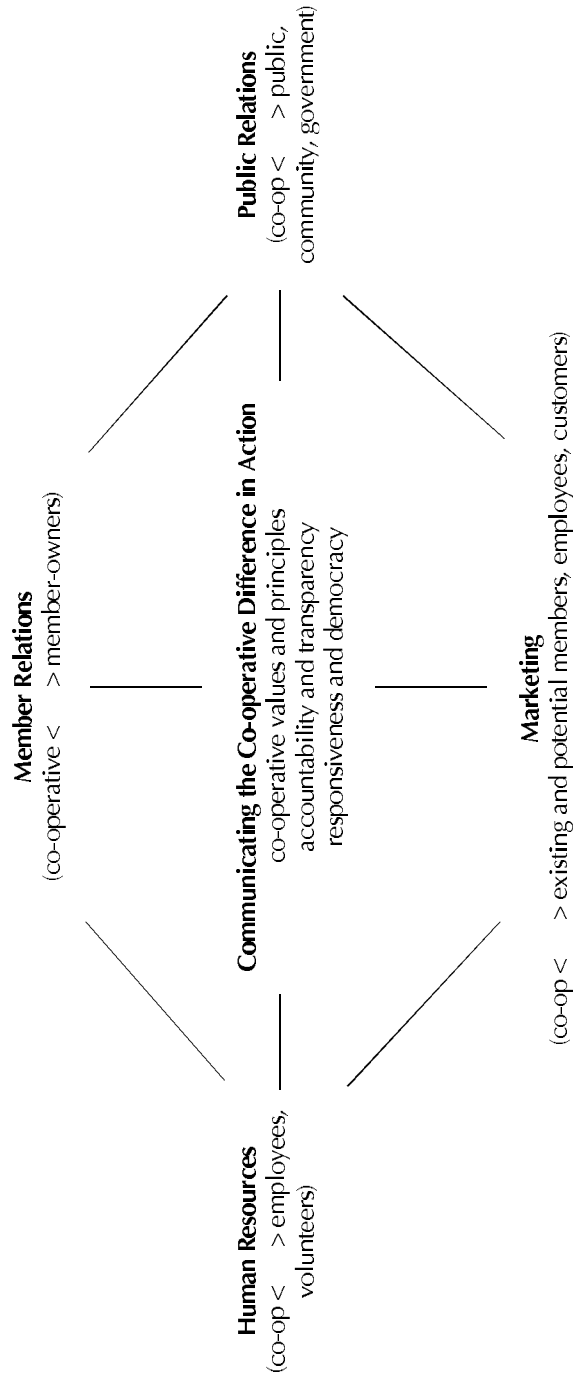 Member Relations
(co-operative < > member-owners)
Human Resources
(co-op < > employees,
volunteers)
Communicating the Co-operative Difference in Action
co-operative values and principles
accountability and transparency
responsiveness and democracy
Public Relations
(co-op < > public,
community, government)
Marketing
(co-op < > existing and potential members, employees, customers)